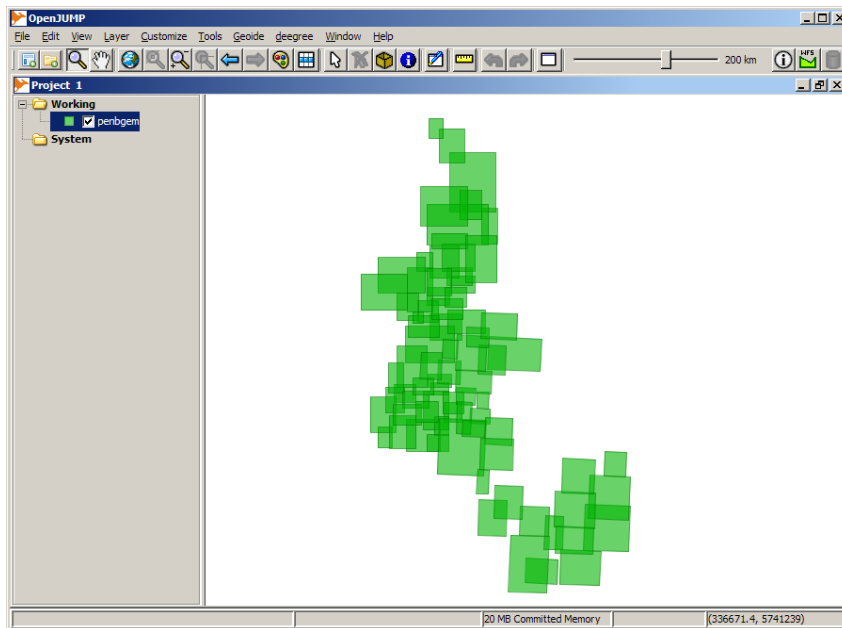 OpenJUMP
File Edit View Layer Customize Tools Geoide deegree Window Help
200 km
WFS
Project 1
Working
penbgem
System
20 MB Committed Memory
(336671.4, 5741239)